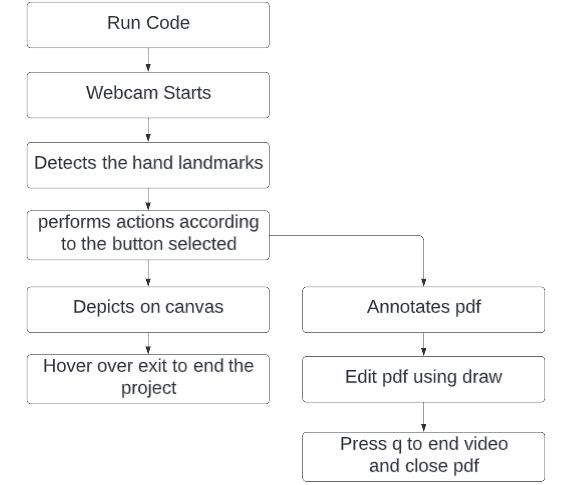 Run Code
Webcam Starts
Detects the hand landmarks
performs actions according
to the button selected
Depicts on canvas
Hover over exit to end the
project
Annotates pdf
Edit pdf using draw
Press q to end video
and close pdf